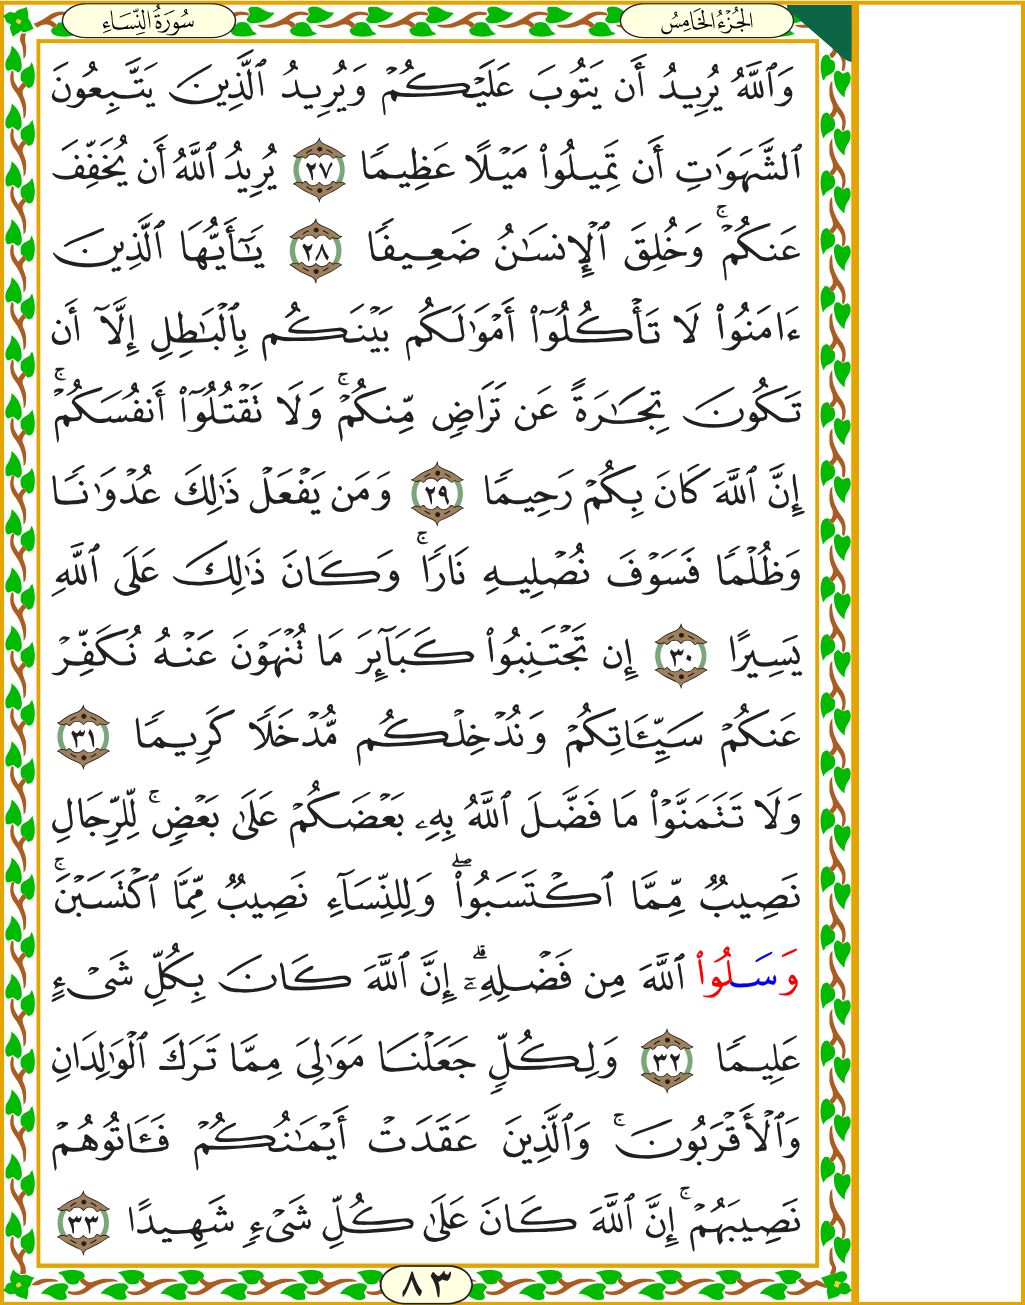 الجُزْءُ الخَامِسُ
سُورَةُ النِّسَاءِ
وَٱللَّهُ يُرِيدُ أَن يَتُوبَ عَلَيْكُمْ وَيُرِيدُ ٱلَّذِينَ يَتَّبِعُونَ
ٱلشَّهَوَٰتِ أَن تَمِيلُوا۟ مَيْلًا عَظِيمًا ٢٧ يُرِيدُ ٱللَّهُ أَن يُخَفِّفَ
عَنكُمْ ۚ وَخُلِقَ ٱلْإِنسَٰنُ ضَعِيفًا ٢٨ يَٰٓأَيُّهَا ٱلَّذِينَ
ءَامَنُوا۟ لَا تَأْكُلُوٓا۟ أَمْوَٰلَكُم بَيْنَكُم بِٱلْبَٰطِلِ إِلَّآ أَن
تَكُونَ تِجَٰرَةً عَن تَرَاضٍ مِّنكُمْ ۚ وَلَا تَقْتُلُوٓا۟ أَنفُسَكُمْ ۚ
إِنَّ ٱللَّهَ كَانَ بِكُمْ رَحِيمًا ٢٩ وَمَن يَفْعَلْ ذَٰلِكَ عُدْوَٰنًا
وَظُلْمًا فَسَوْفَ نُصْلِيهِ نَارًا ۚ وَكَانَ ذَٰلِكَ عَلَى ٱللَّهِ
يَسِيرًا ٣٠ إِن تَجْتَنِبُوا۟ كَبَآئِرَ مَا تُنْهَوْنَ عَنْهُ نُكَفِّرْ
عَنكُمْ سَيِّـَٔاتِكُمْ وَنُدْخِلْكُم مُّدْخَلًا كَرِيمًا ٣١
وَلَا تَتَمَنَّوْا۟ مَا فَضَّلَ ٱللَّهُ بِهِۦ بَعْضَكُمْ عَلَىٰ بَعْضٍ ۚ لِّلرِّجَالِ
نَصِيبٌ مِّمَّا ٱكْتَسَبُوا۟ ۖ وَلِلنِّسَآءِ نَصِيبٌ مِّمَّا ٱكْتَسَبْنَ ۚ
وَسَلُوا۟ ٱللَّهَ مِن فَضْلِهِۦٓ ۗ إِنَّ ٱللَّهَ كَانَ بِكُلِّ شَىْءٍ
عَلِيمًا ٣٢ وَلِكُلٍّ جَعَلْنَا مَوَٰلِىَ مِمَّا تَرَكَ ٱلْوَٰلِدَانِ
وَٱلْأَقْرَبُونَ ۚ وَٱلَّذِينَ عَقَدَتْ أَيْمَٰنُكُمْ فَـَٔاتُوهُمْ
نَصِيبَهُمْ ۚ إِنَّ ٱللَّهَ كَانَ عَلَىٰ كُلِّ شَىْءٍ شَهِيدًا ٣٣
٨٣